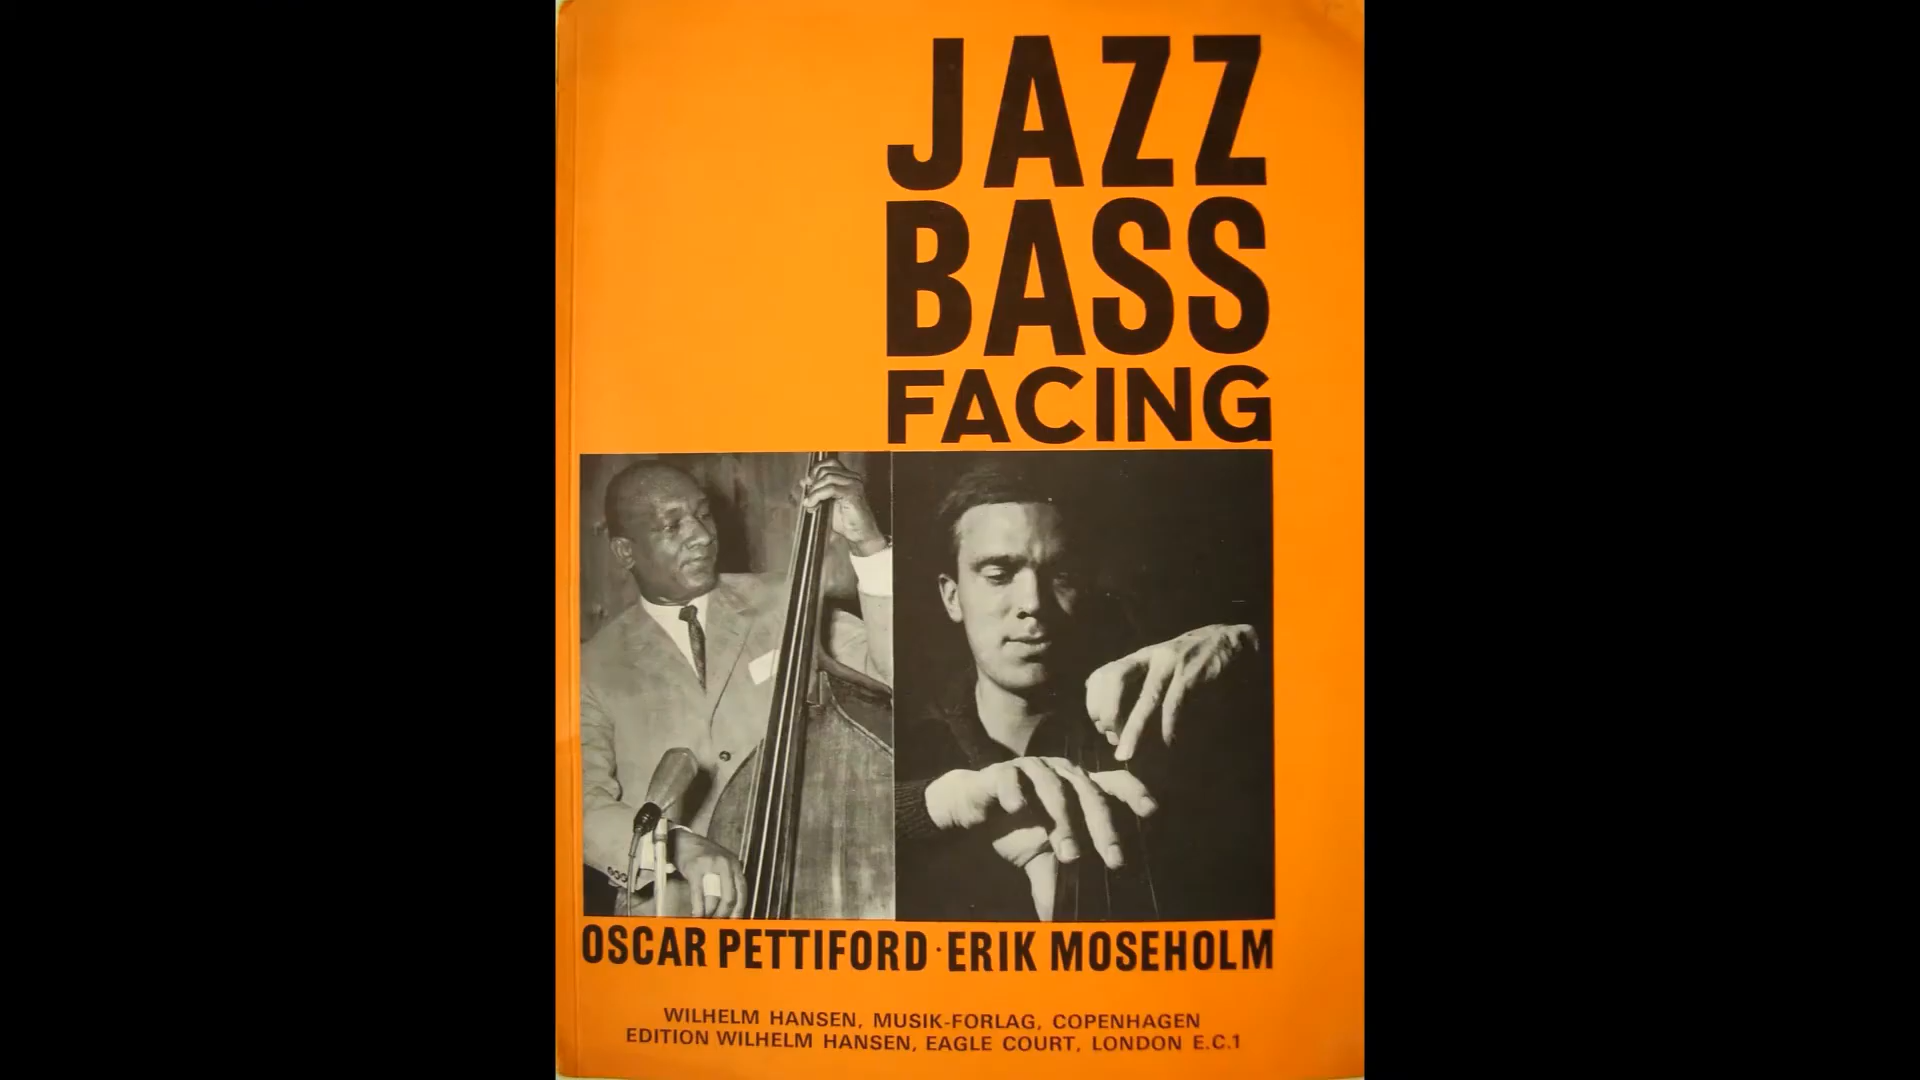 JAZZ
BASS
FACING
OSCAR PETTIFORD · ERIK MOSEHOLM
WILHELM HANSEN, MUSIK-FORLAG, COPENHAGEN
EDITION WILHELM HANSEN, EAGLE COURT, LONDON E.C.1